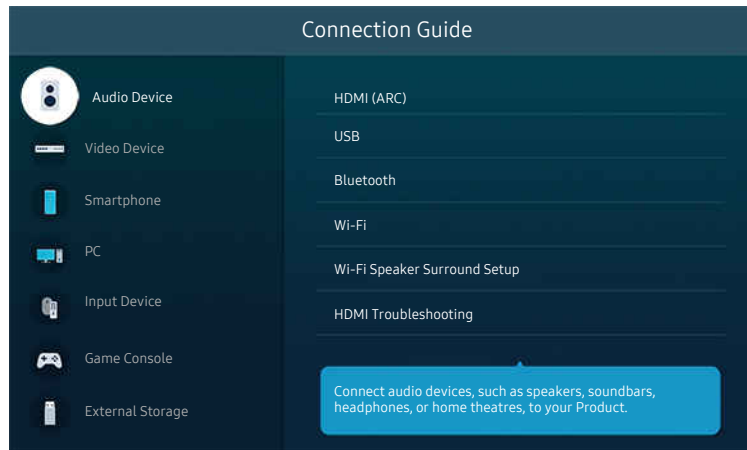 Connection Guide
Audio Device
Video Device
Smartphone
PC
Input Device
Game Console
External Storage
HDMI (ARC)
USB
Bluetooth
Wi-Fi
Wi-Fi Speaker Surround Setup
HDMI Troubleshooting
Connect audio devices, such as speakers, soundbars,
headphones, or home theatres, to your Product.